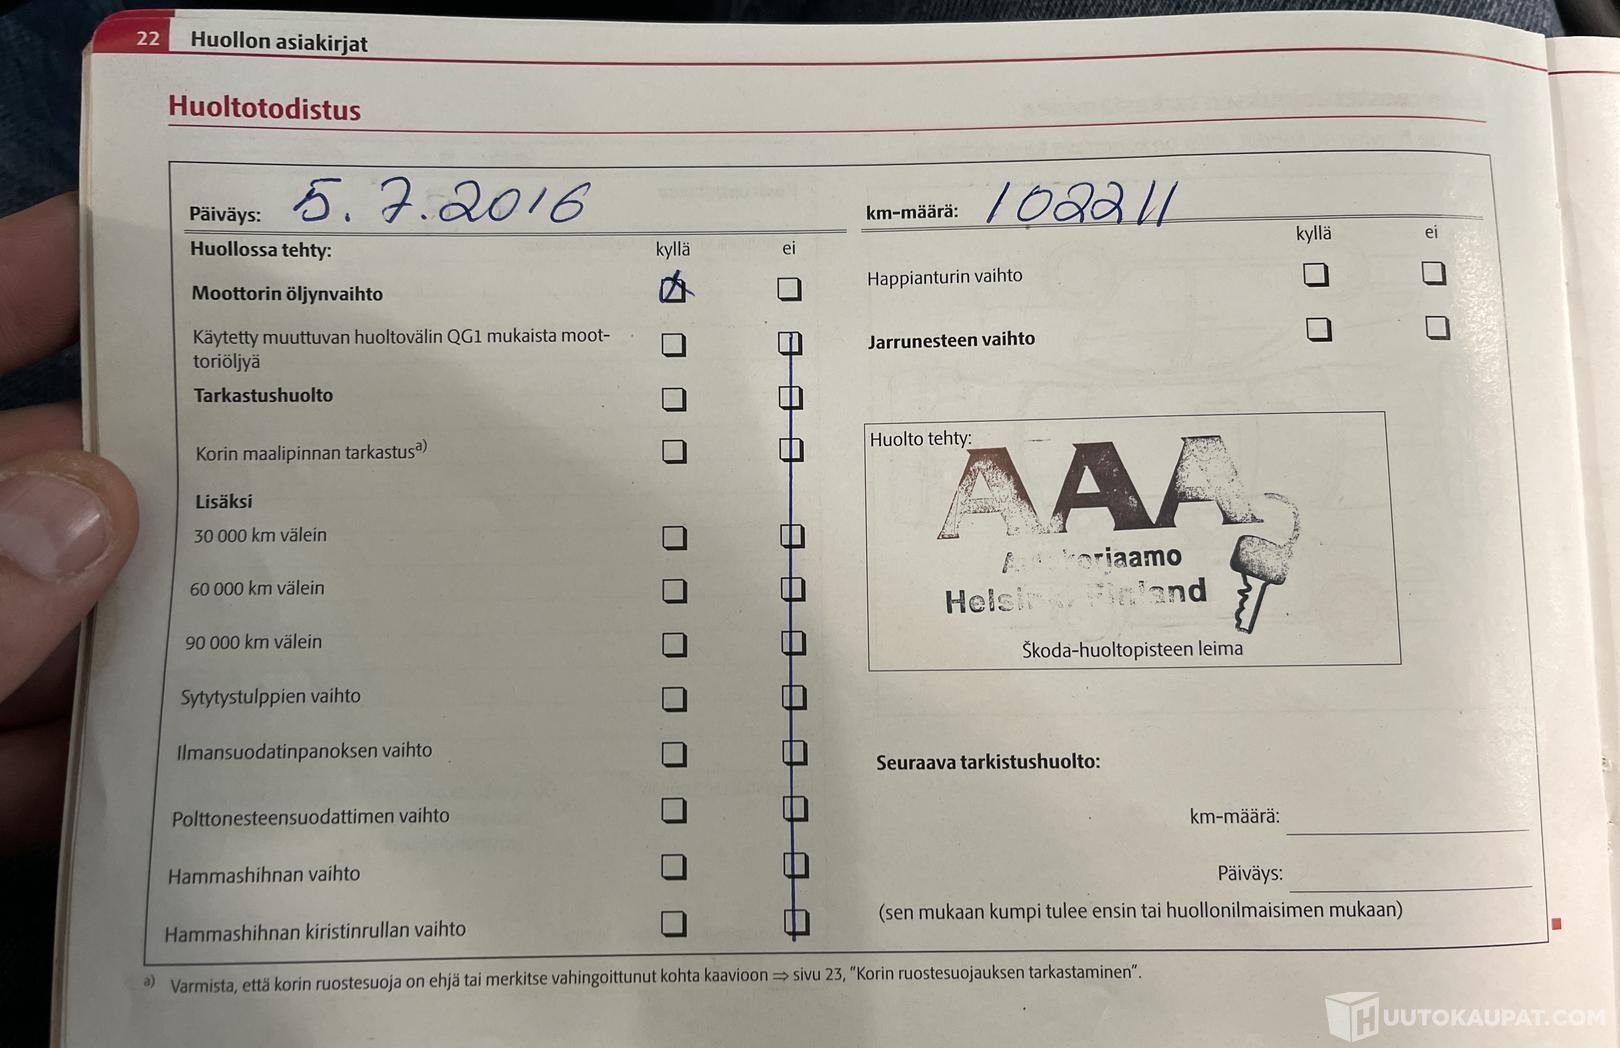 22 Huollon asiakirjat
Huoltotodistus
Päiväys: 5.7.2016
km-määrä: 102211
Huollossa tehty: kyllä ei
Moottorin öljynvaihto
Käytetty muuttuvan huoltovälin QG1 mukaista moot-
toriöljyä
Tarkastushuolto
Korin maalipinnan tarkastus a)
Lisäksi
30 000 km välein
60 000 km välein
90 000 km välein
Sytytystulppien vaihto
Ilmansuodatinpanoksen vaihto
Polttonesteensuodattimen vaihto
Hammashihnan vaihto
Hammashihnan kiristinrullan vaihto
kyllä ei
Happianturin vaihto
Jarrunesteen vaihto
Huolto tehty:
AAA
Autokorjaamo
Helsinki Finland
Škoda-huoltopisteen leima
Seuraava tarkistushuolto:
km-määrä:
Päiväys:
(sen mukaan kumpi tulee ensin tai huollonilmaisimen mukaan)
a) Varmista, että korin ruostesuoja on ehjä tai merkitse vahingoittunut kohta kaavioon ⇒ sivu 23, "Korin ruostesuojauksen tarkastaminen".
HUUTOKAUPAT.COM